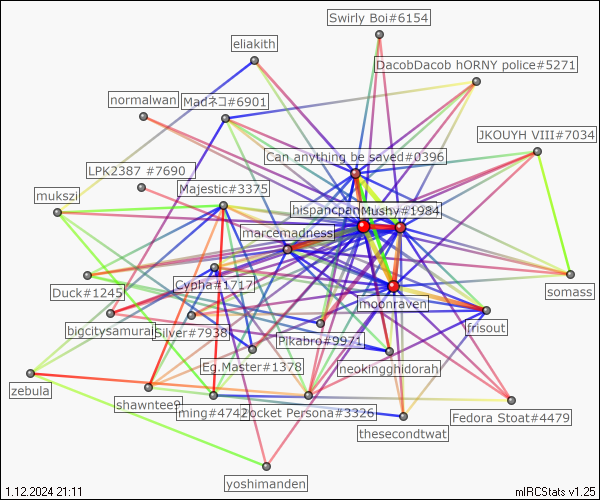 Swirly Boi#6154
eliakith
DacobDacob hORNY police#5271
normalwan
Madネコ#6901
JKOUYH VIII#7034
Can anything be saved#0396
LPK2387 #7690
Majestic#3375
mukszi
hispancpan
Mushy#1984
marcemadness
Cypha#1717
Duck#1245
somass
moonraven
bigcitysamurai
Silver#7938
frisout
Pikabro#9971
Eg.Master#1378
neokingghidorah
zebula
shawntee9
ming#4742
ocket Persona#3326
Fedora Stoat#4479
thesecondtwat
yoshimanden
1.12.2024 21:11
mIRCStats v1.25